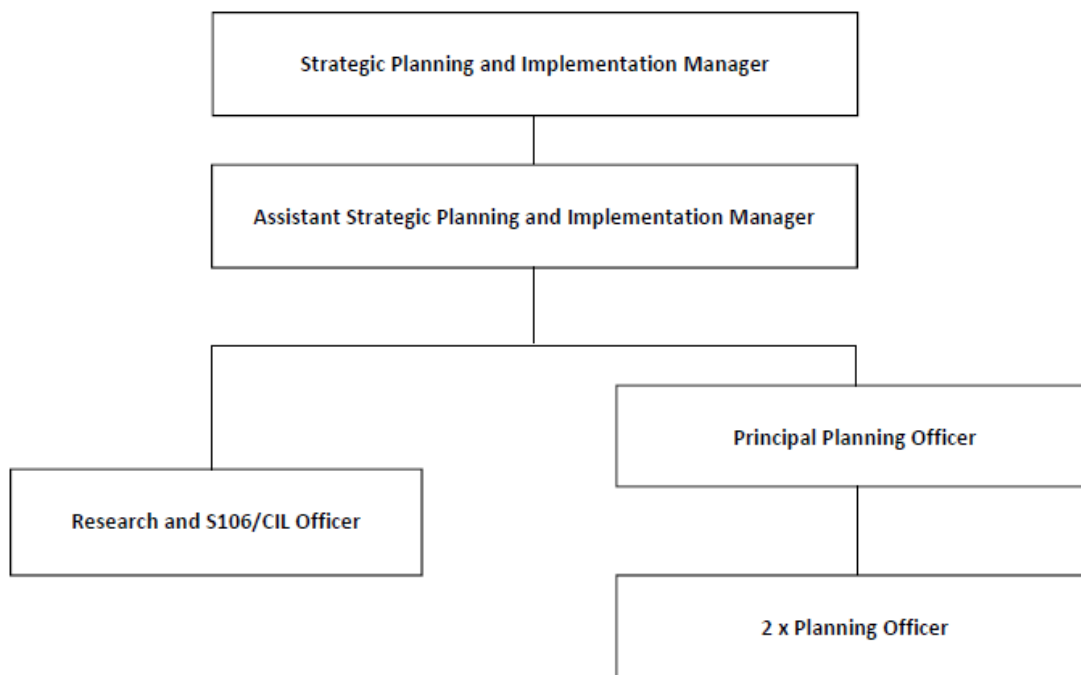 Strategic Planning and Implementation Manager
Assistant Strategic Planning and Implementation Manager
Principal Planning Officer
Research and S106/CIL Officer
2 x Planning Officer